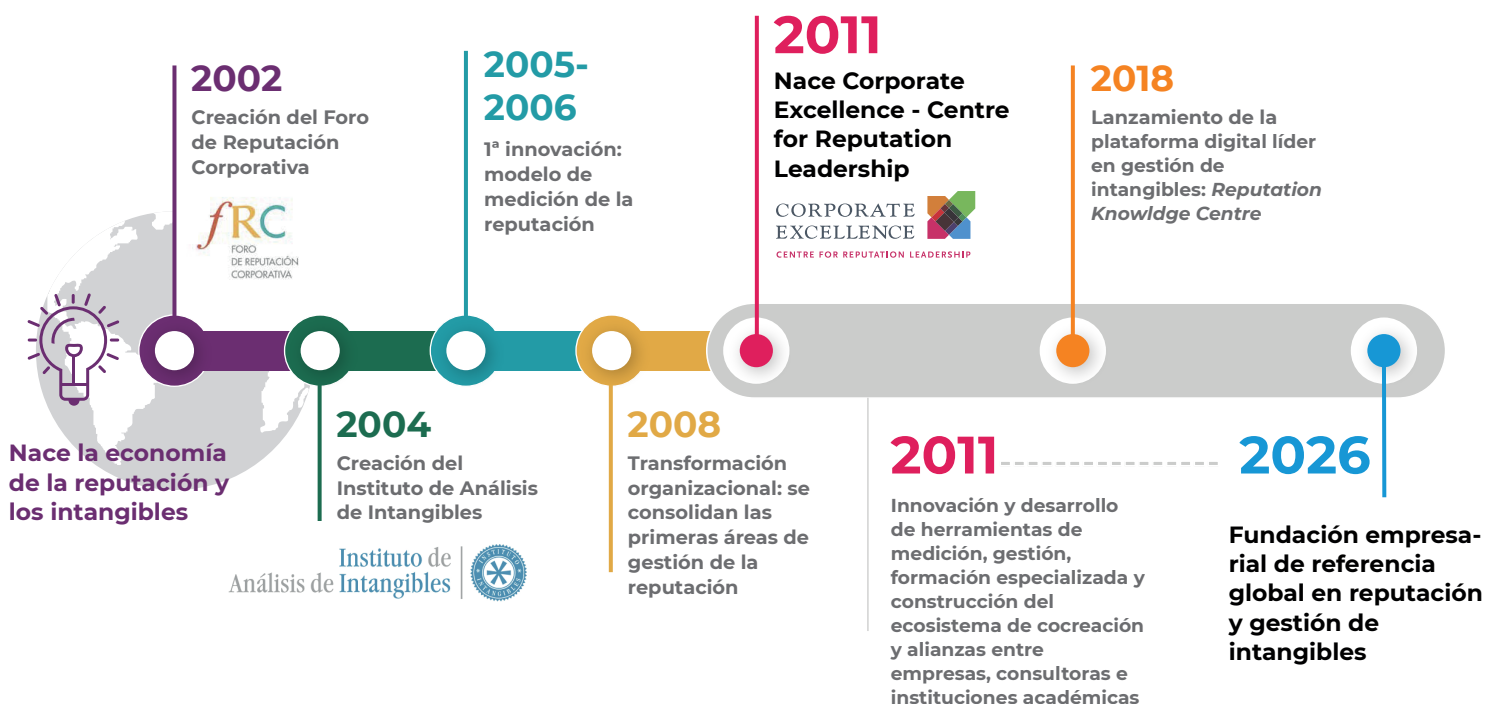 Nace la economía
de la reputación y
los intangibles
2002
Creación del Foro
de Reputación
Corporativa
fRC
FORO
DE REPUTACIÓN
CORPORATIVA
2004
Creación del
Instituto de Análisis
de Intangibles
Instituto de
Análisis de Intangibles
INSTITUTO
INTANGIBLES
2005-
2006
1ª innovación:
modelo de
medición de la
reputación
2008
Transformación
organizacional: se
consolidan las
primeras áreas de
gestión de la
reputación
2011
Nace Corporate
Excellence - Centre
for Reputation
Leadership
CORPORATE
EXCELLENCE
CENTRE FOR REPUTATION LEADERSHIP
2011
Innovación y desarrollo
de herramientas de
medición, gestión,
formación especializada y
construcción del
ecosistema de cocreación
y alianzas entre
empresas, consultoras e
instituciones académicas
2018
Lanzamiento de la
plataforma digital líder
en gestión de
intangibles: Reputation
Knowldge Centre
2026
Fundación empresa-
rial de referencia
global en reputación
y gestión de
intangibles